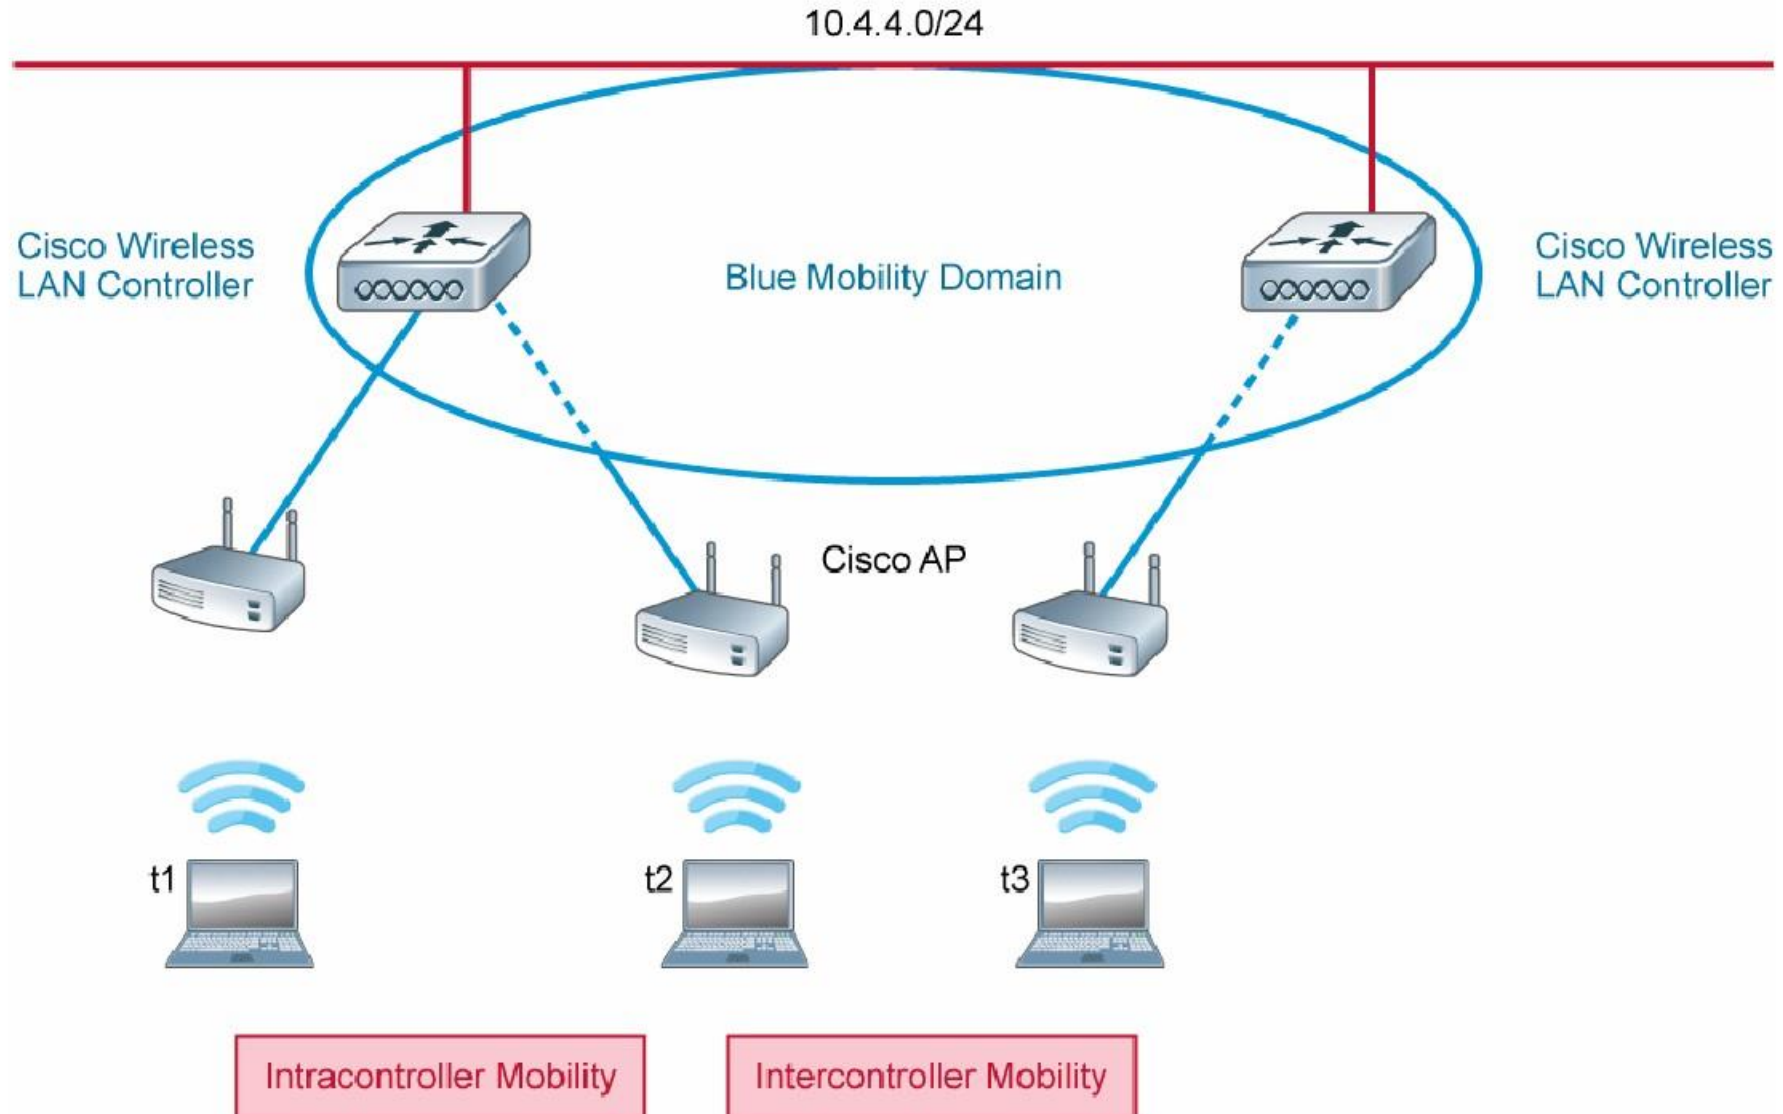 10.4.4.0/24
Cisco Wireless
LAN Controller
Blue Mobility Domain
Cisco Wireless
LAN Controller
Cisco AP
t1
t2
t3
Intracontroller Mobility
Intercontroller Mobility